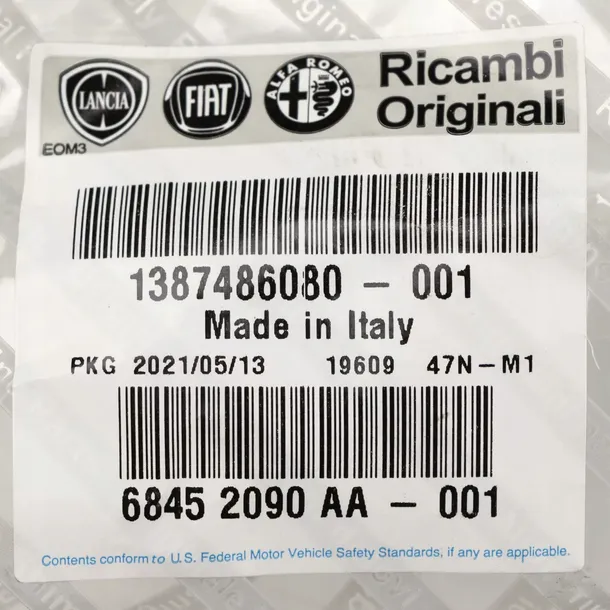 LANCIA FIAT ALFA ROMEO Ricambi
Originali
EOM3
1387486080 - 001
Made in Italy
PKG 2021/05/13 19609 47N-M1
6845 2090 AA - 001
Contents conform to U.S. Federal Motor Vehicle Safety Standards, if any are applicable.